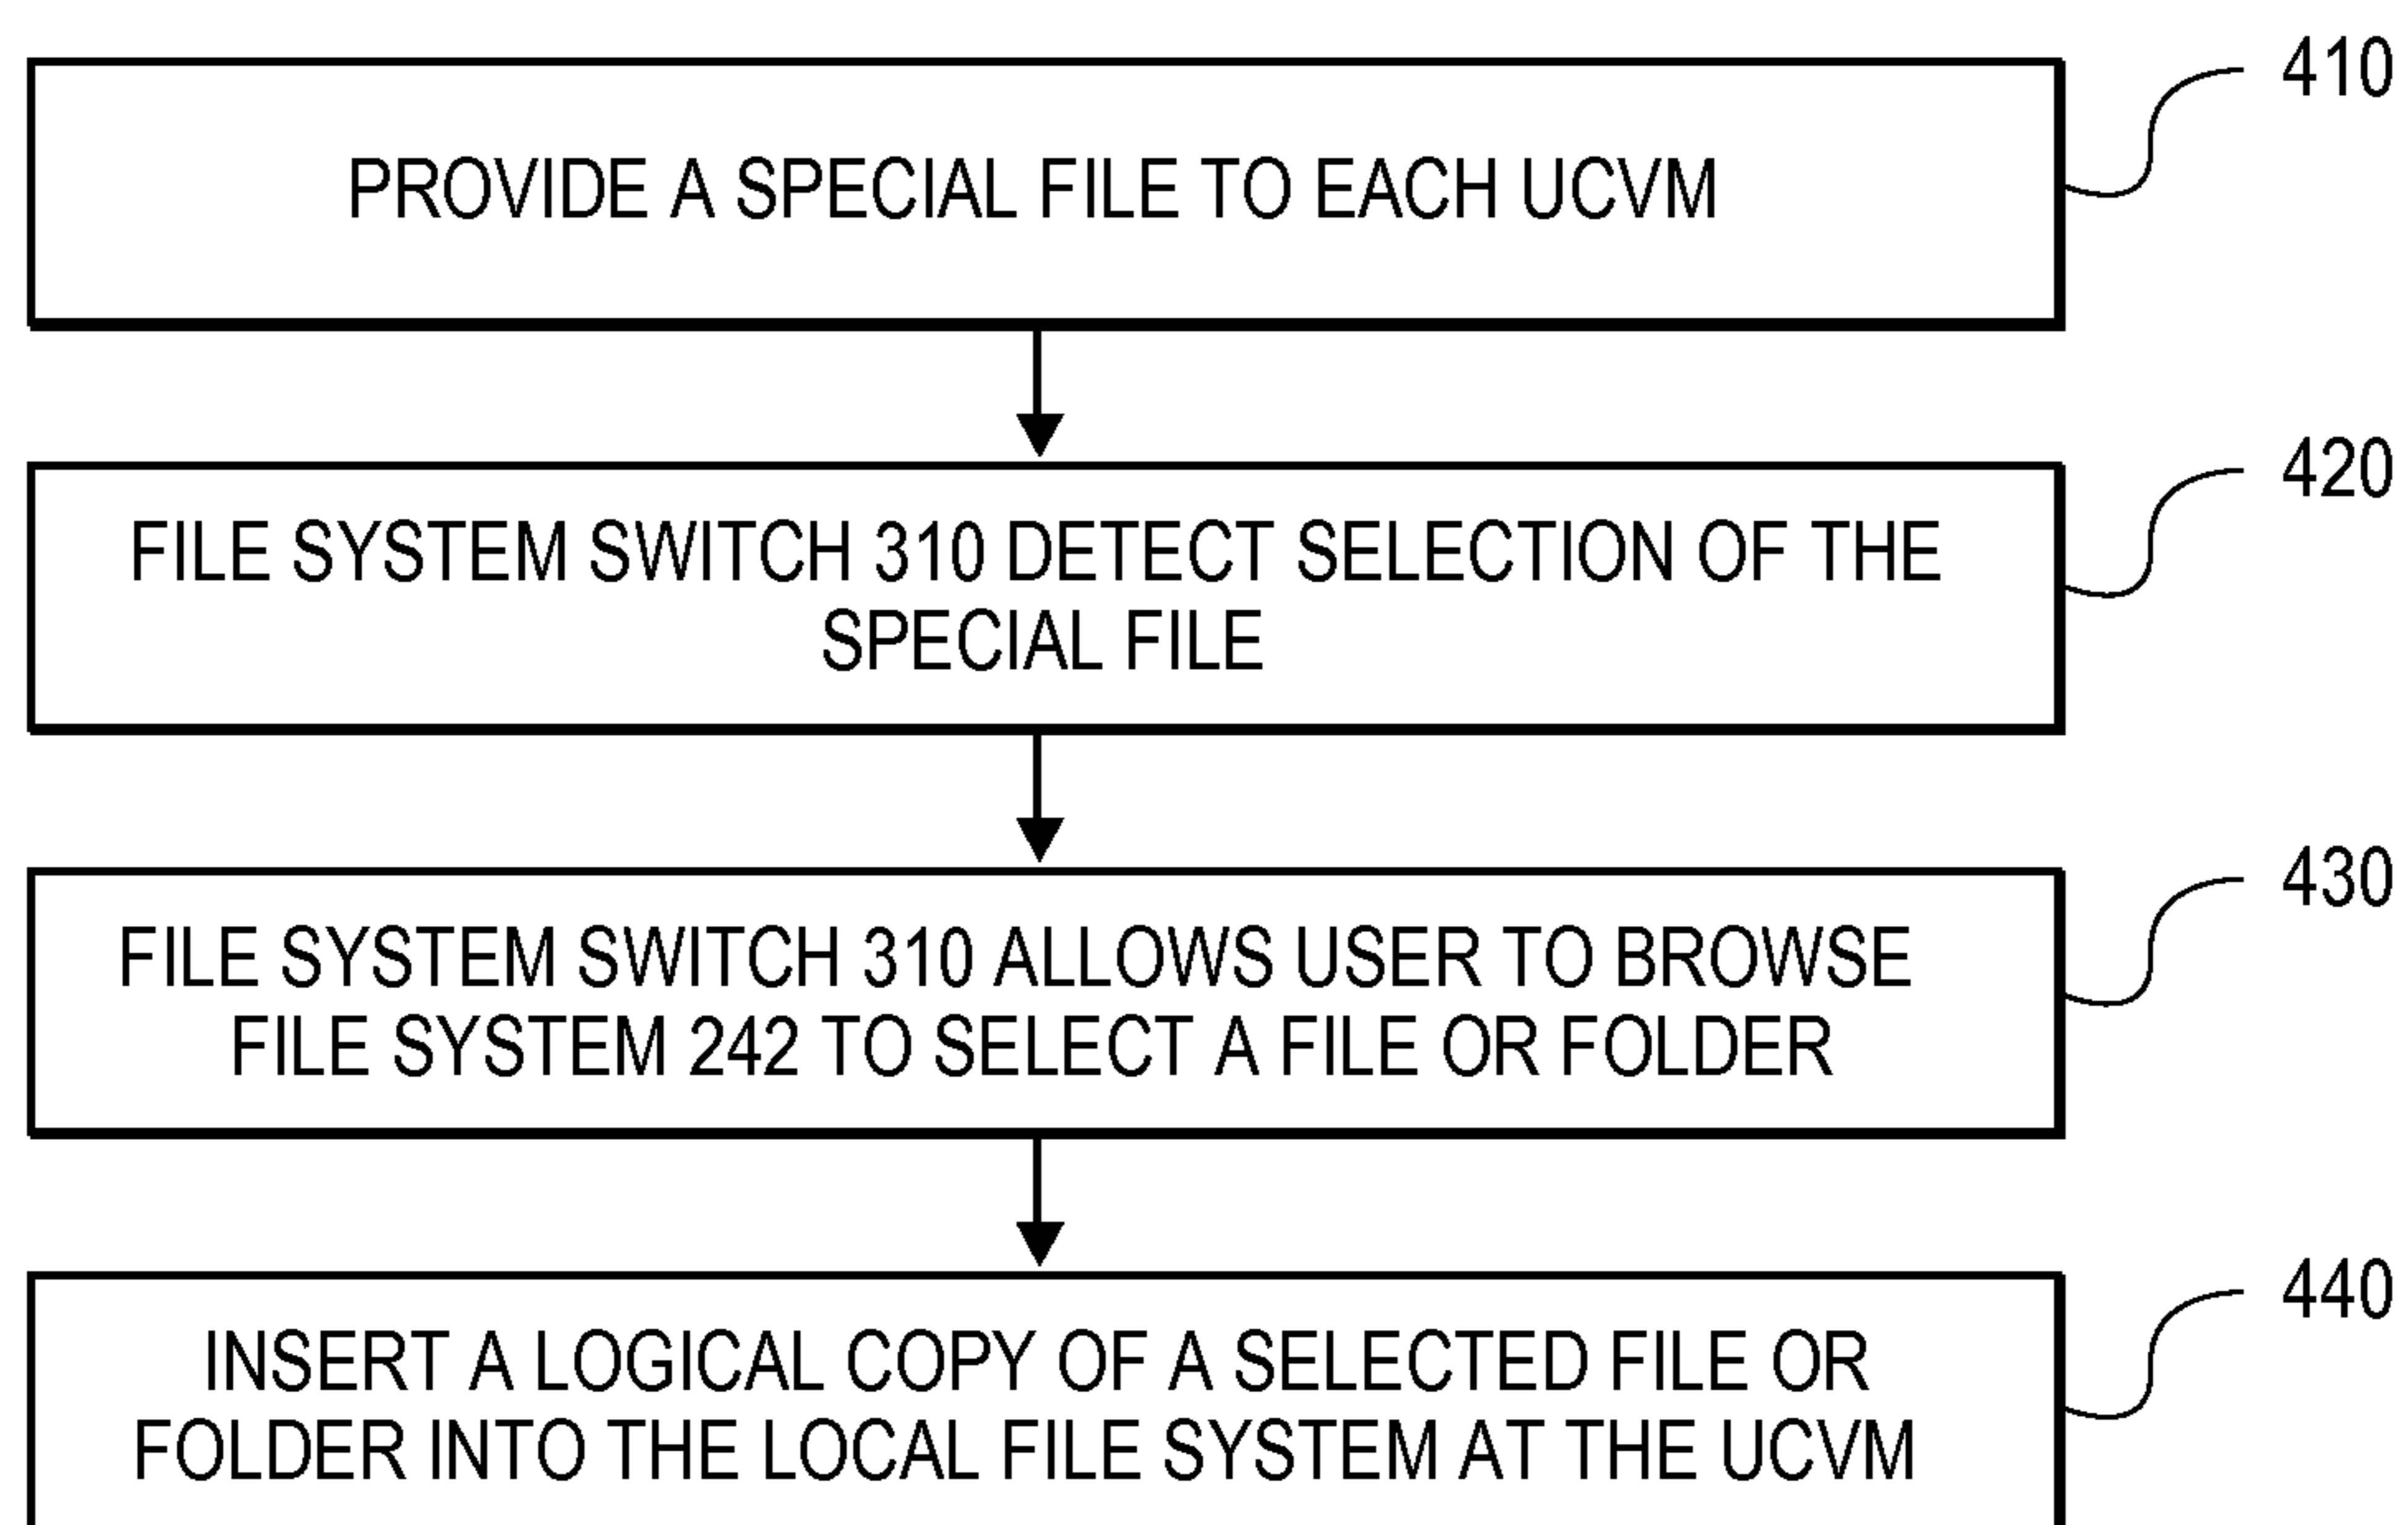 410
PROVIDE A SPECIAL FILE TO EACH UCVM
420
FILE SYSTEM SWITCH 310 DETECT SELECTION OF THE
SPECIAL FILE
430
FILE SYSTEM SWITCH 310 ALLOWS USER TO BROWSE
FILE SYSTEM 242 TO SELECT A FILE OR FOLDER
440
INSERT A LOGICAL COPY OF A SELECTED FILE OR
FOLDER INTO THE LOCAL FILE SYSTEM AT THE UCVM